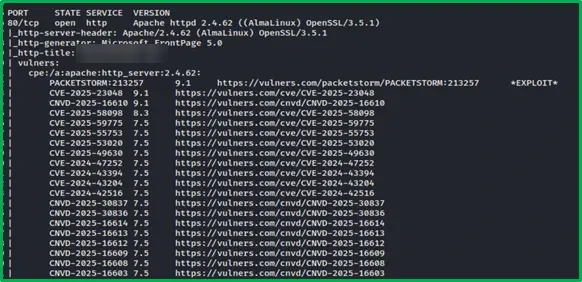 PORT STATE SERVICE VERSION
80/tcp open http Apache httpd 2.4.62 ((AlmaLinux) OpenSSL/3.5.1)
|_http-server-header: Apache/2.4.62 (AlmaLinux) OpenSSL/3.5.1
|_http-generator: Microsoft FrontPage 5.0
|_http-title:
| vulners:
| cpe:/a:apache:http_server:2.4.62:
| PACKETSTORM:213257 9.1 https://vulners.com/packetstorm/PACKETSTORM:213257 *EXPLOIT*
| CVE-2025-23048 9.1 https://vulners.com/cve/CVE-2025-23048
| CNVD-2025-16610 9.1 https://vulners.com/cnvd/CNVD-2025-16610
| CVE-2025-58098 8.3 https://vulners.com/cve/CVE-2025-58098
| CVE-2025-59775 7.5 https://vulners.com/cve/CVE-2025-59775
| CVE-2025-55753 7.5 https://vulners.com/cve/CVE-2025-55753
| CVE-2025-53020 7.5 https://vulners.com/cve/CVE-2025-53020
| CVE-2025-49630 7.5 https://vulners.com/cve/CVE-2025-49630
| CVE-2024-47252 7.5 https://vulners.com/cve/CVE-2024-47252
| CVE-2024-43394 7.5 https://vulners.com/cve/CVE-2024-43394
| CVE-2024-43204 7.5 https://vulners.com/cve/CVE-2024-43204
| CVE-2024-42516 7.5 https://vulners.com/cve/CVE-2024-42516
| CNVD-2025-30837 7.5 https://vulners.com/cnvd/CNVD-2025-30837
| CNVD-2025-30836 7.5 https://vulners.com/cnvd/CNVD-2025-30836
| CNVD-2025-16614 7.5 https://vulners.com/cnvd/CNVD-2025-16614
| CNVD-2025-16613 7.5 https://vulners.com/cnvd/CNVD-2025-16613
| CNVD-2025-16612 7.5 https://vulners.com/cnvd/CNVD-2025-16612
| CNVD-2025-16609 7.5 https://vulners.com/cnvd/CNVD-2025-16609
| CNVD-2025-16608 7.5 https://vulners.com/cnvd/CNVD-2025-16608
| CNVD-2025-16603 7.5 https://vulners.com/cnvd/CNVD-2025-16603